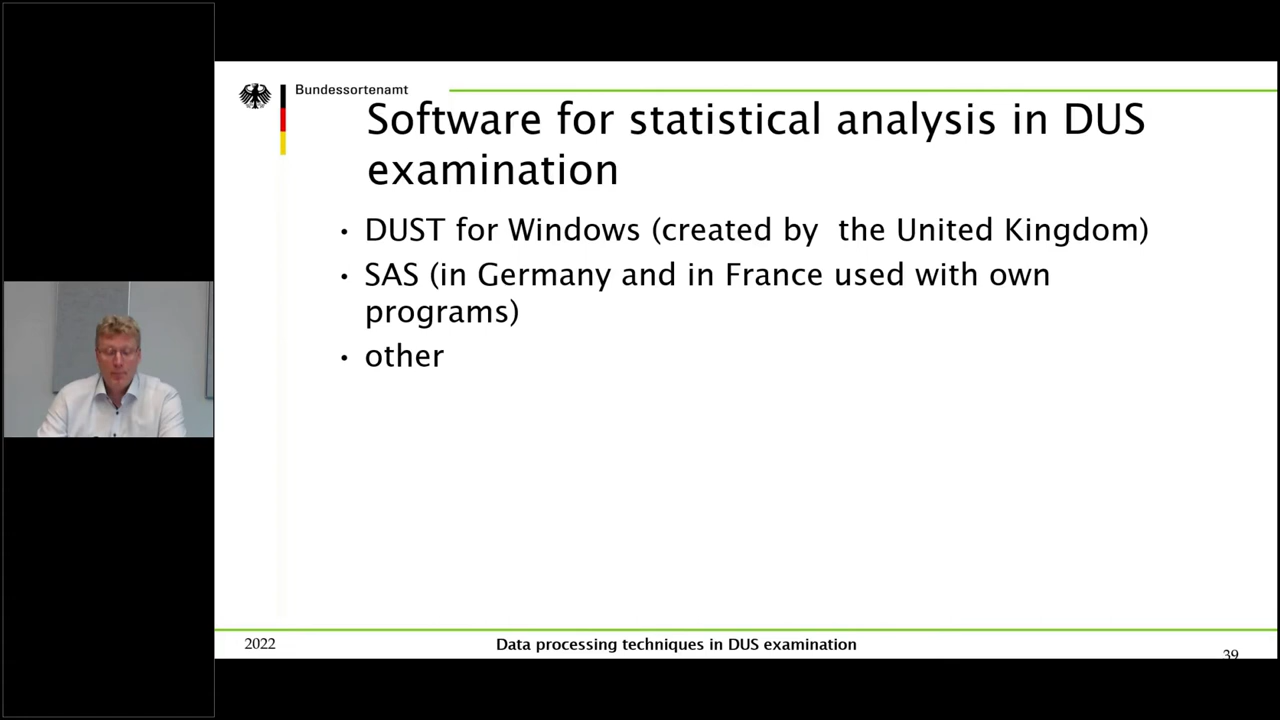 Bundessortenamt
Software for statistical analysis in DUS
examination
• DUST for Windows (created by the United Kingdom)
• SAS (in Germany and in France used with own
programs)
• other
2022
Data processing techniques in DUS examination
39